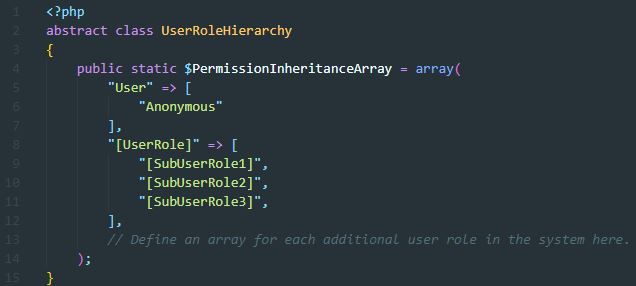 1 <?php
2 abstract class UserRoleHierarchy
3 {
4 public static $PermissionInheritanceArray = array(
5 "User" => [
6 "Anonymous"
7 ],
8 "[UserRole]" => [
9 "[SubUserRole1]",
10 "[SubUserRole2]",
11 "[SubUserRole3]",
12 ],
13 // Define an array for each additional user role in the system here.
14 );
15 }